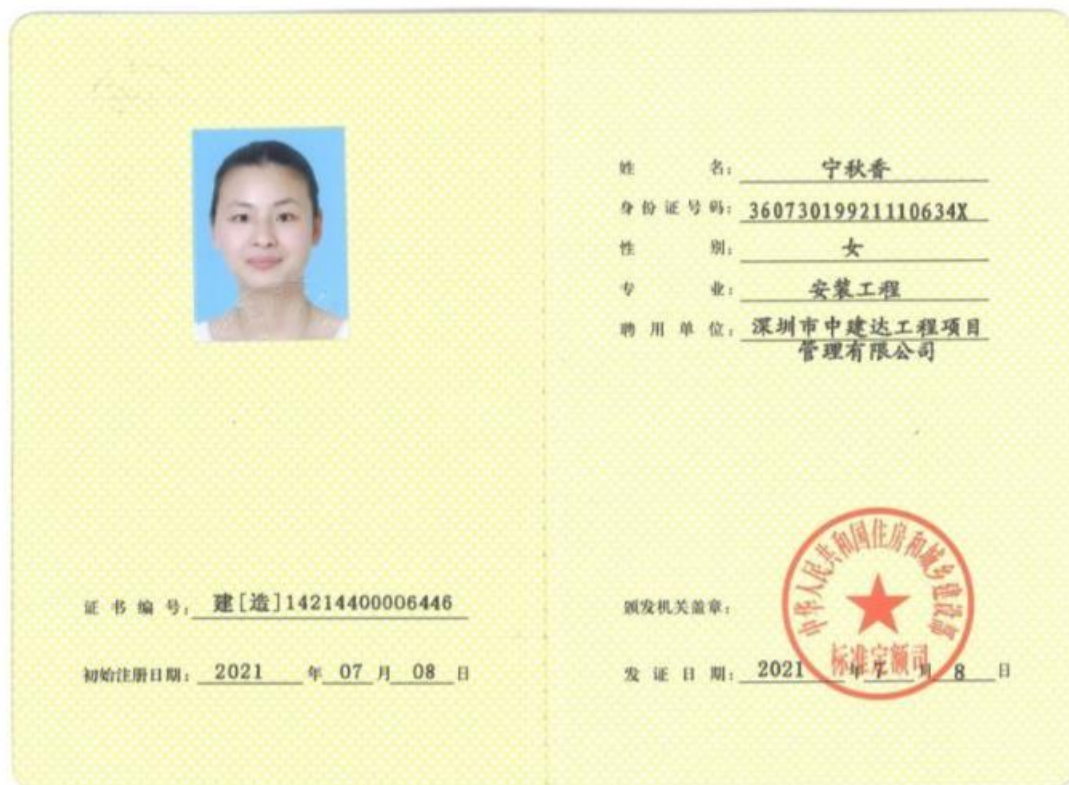 姓名：宁秋香
身份证号码：36073019921110634X
性别：女
专业：安装工程
聘用单位：深圳市中建达工程项目
管理有限公司
证书编号：建[造]14214400006446
初始注册日期：2021年07月08日
颁发机关盖章：
中华人民共和国住房和城乡建设部
标准定额司
发证日期：2021年7月8日